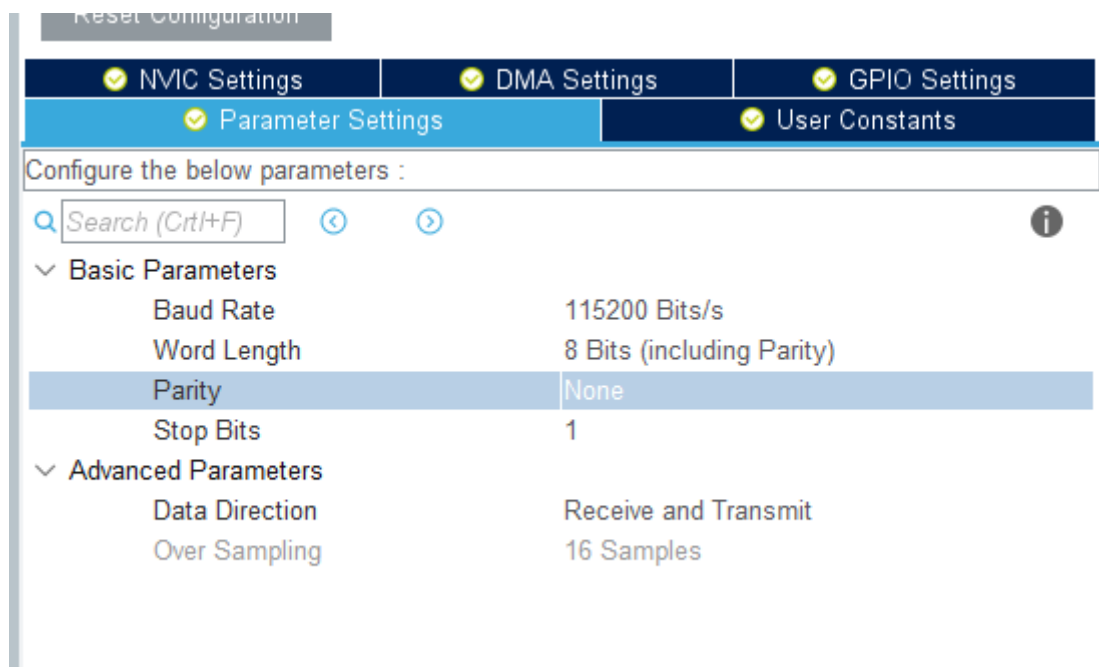 Reset Configuration
NVIC Settings DMA Settings GPIO Settings
Parameter Settings User Constants
Configure the below parameters :
Search (Crtl+F)
Basic Parameters
Baud Rate 115200 Bits/s
Word Length 8 Bits (including Parity)
Parity None
Stop Bits 1
Advanced Parameters
Data Direction Receive and Transmit
Over Sampling 16 Samples